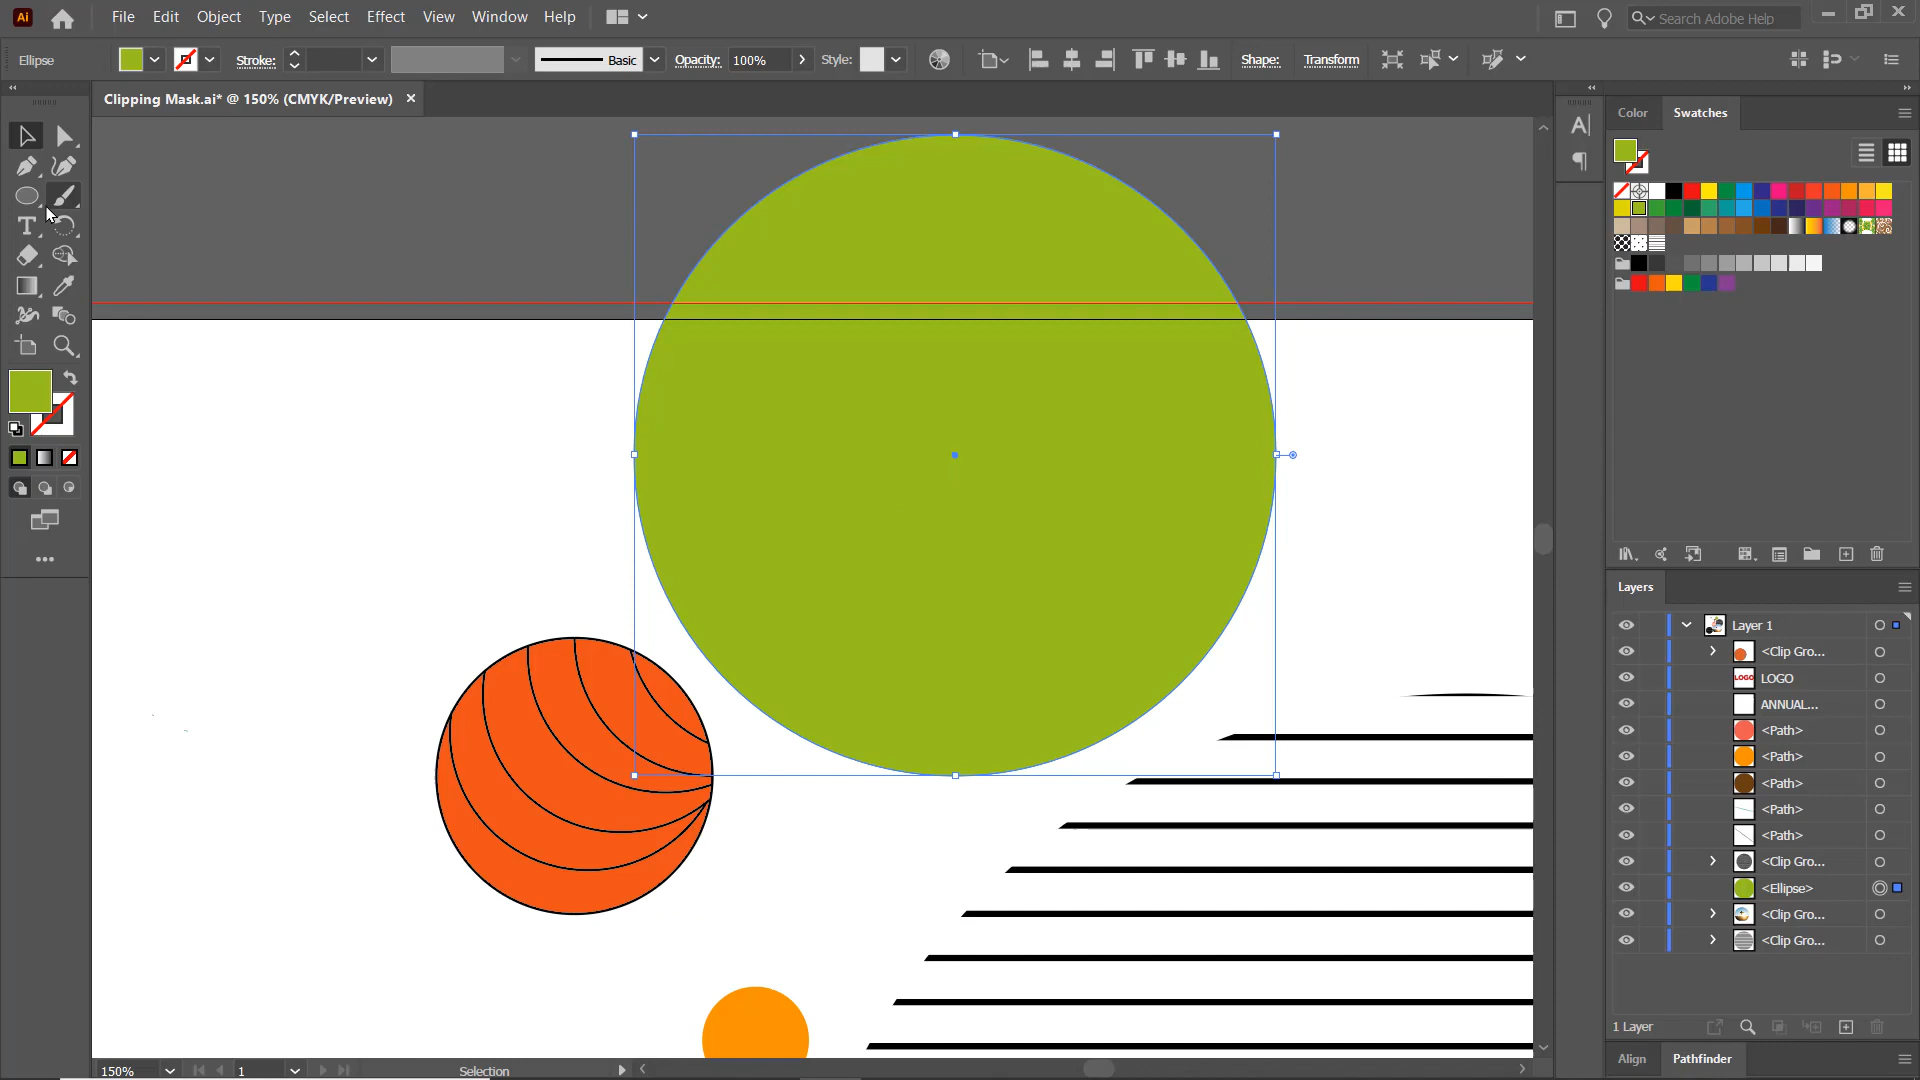 Ai File Edit Object Type Select Effect View Window Help Search Adobe Help
Ellipse Stroke: Basic Opacity: 100% Style: Shape: Transform
Clipping Mask.ai* @ 150% (CMYK/Preview)
Color Swatches
Layers
Layer 1
<Clip Gro...
LOGO LOGO
ANNUAL...
<Path>
<Path>
<Path>
<Path>
<Path>
<Clip Gro...
<Ellipse>
<Clip Gro...
<Clip Gro...
1 Layer
Align Pathfinder
150% 1 Selection